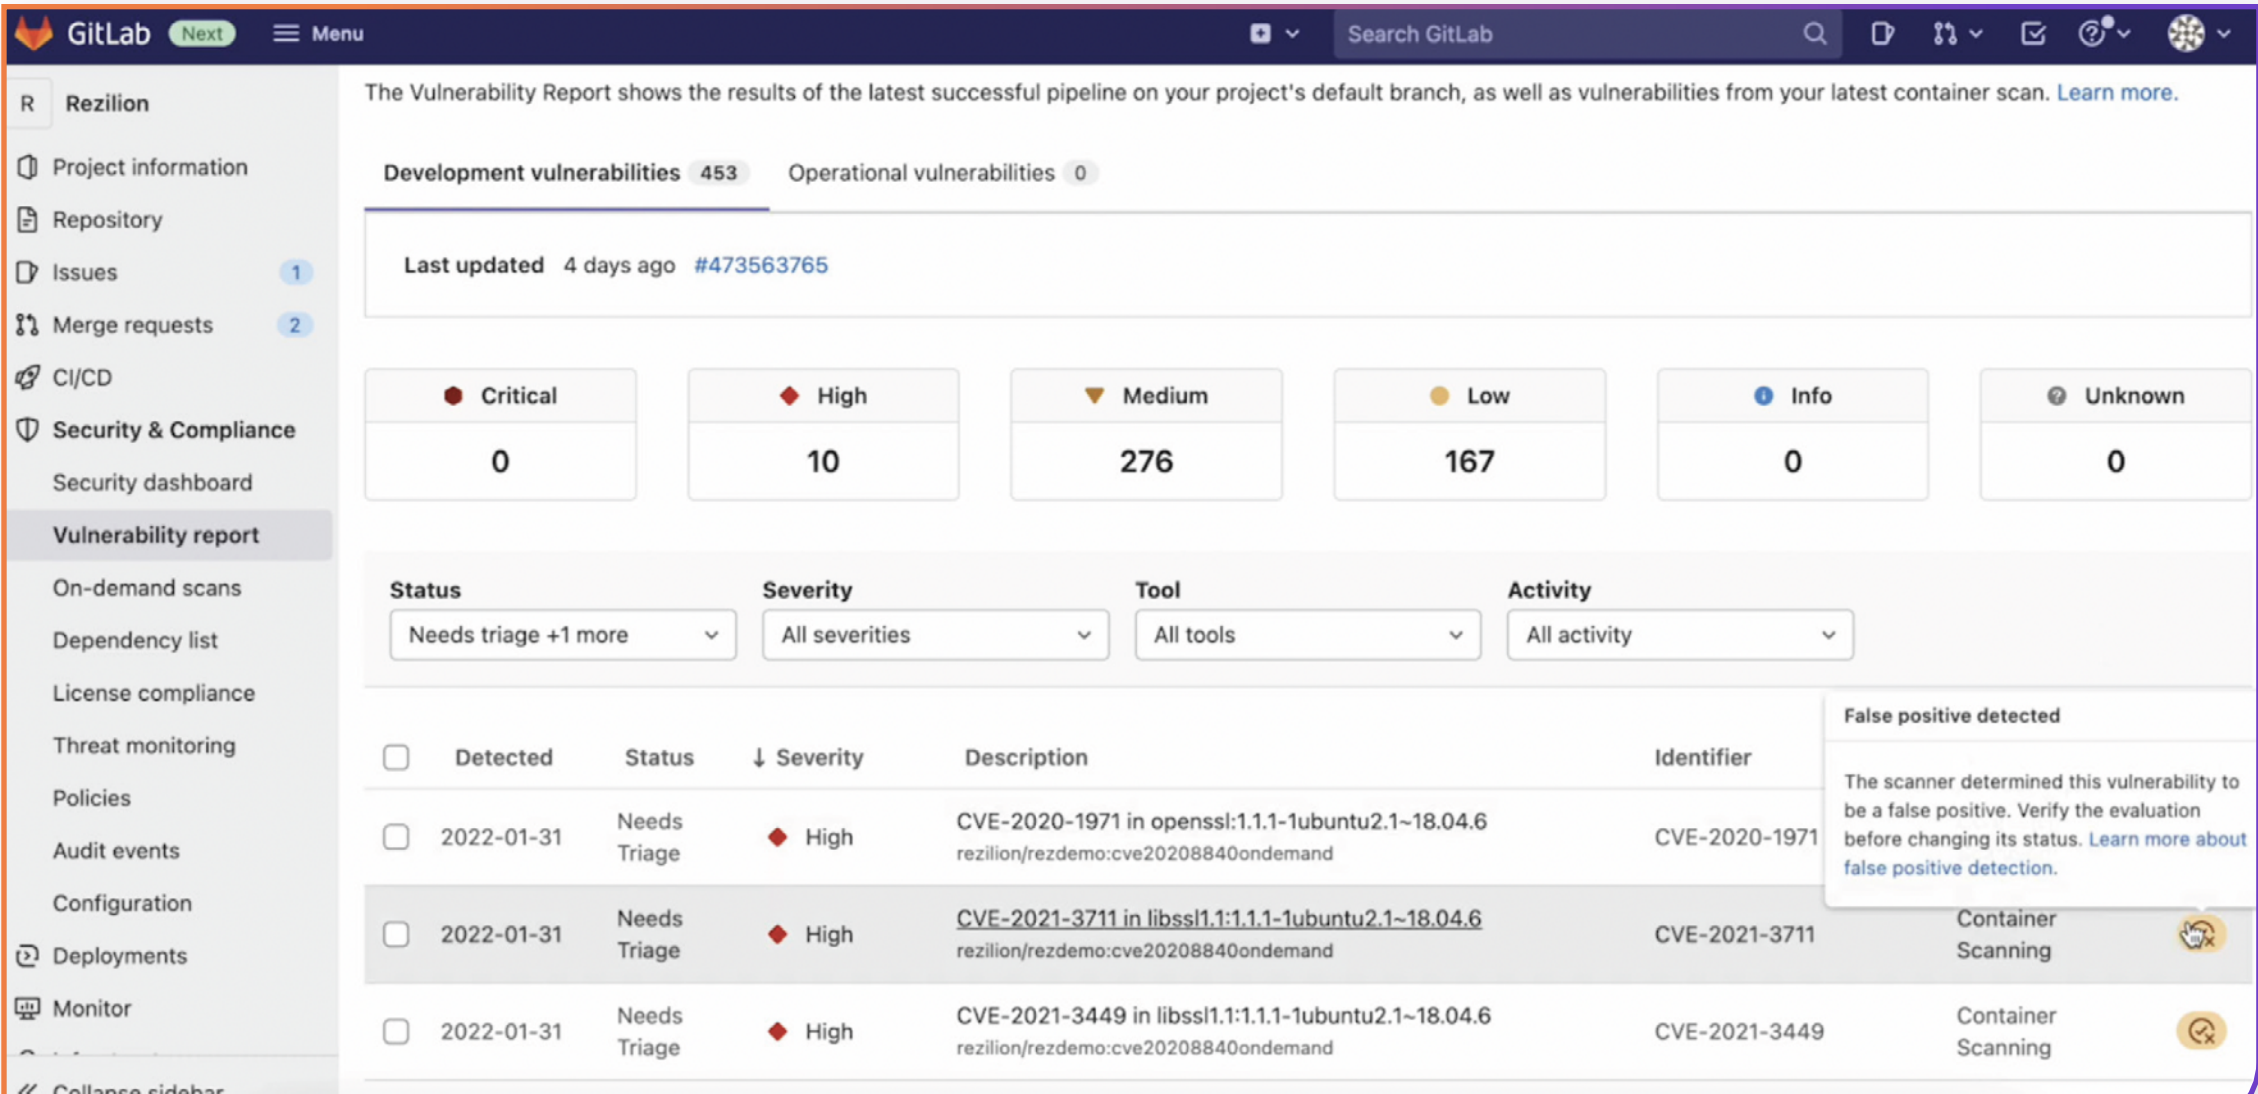 GitLab Next Menu Search GitLab
R Rezilion
Project information
Repository
Issues 1
Merge requests 2
CI/CD
Security & Compliance
Security dashboard
Vulnerability report
On-demand scans
Dependency list
License compliance
Threat monitoring
Policies
Audit events
Configuration
Deployments
Monitor
Collapse sidebar
The Vulnerability Report shows the results of the latest successful pipeline on your project's default branch, as well as vulnerabilities from your latest container scan. Learn more.
Development vulnerabilities 453 Operational vulnerabilities 0
Last updated 4 days ago #473563765
Critical High Medium Low Info Unknown
0 10 276 167 0 0
Status Severity Tool Activity
Needs triage +1 more All severities All tools All activity
Detected Status Severity Description Identifier
2022-01-31 Needs Triage High CVE-2020-1971 in openssl:1.1.1-1ubuntu2.1~18.04.6 CVE-2020-1971
rezilion/rezdemo:cve20208840ondemand
2022-01-31 Needs Triage High CVE-2021-3711 in libssl1.1:1.1.1-1ubuntu2.1~18.04.6 CVE-2021-3711 Container Scanning
rezilion/rezdemo:cve20208840ondemand
2022-01-31 Needs Triage High CVE-2021-3449 in libssl1.1:1.1.1-1ubuntu2.1~18.04.6 CVE-2021-3449 Container Scanning
rezilion/rezdemo:cve20208840ondemand
False positive detected
The scanner determined this vulnerability to
be a false positive. Verify the evaluation
before changing its status. Learn more about
false positive detection.